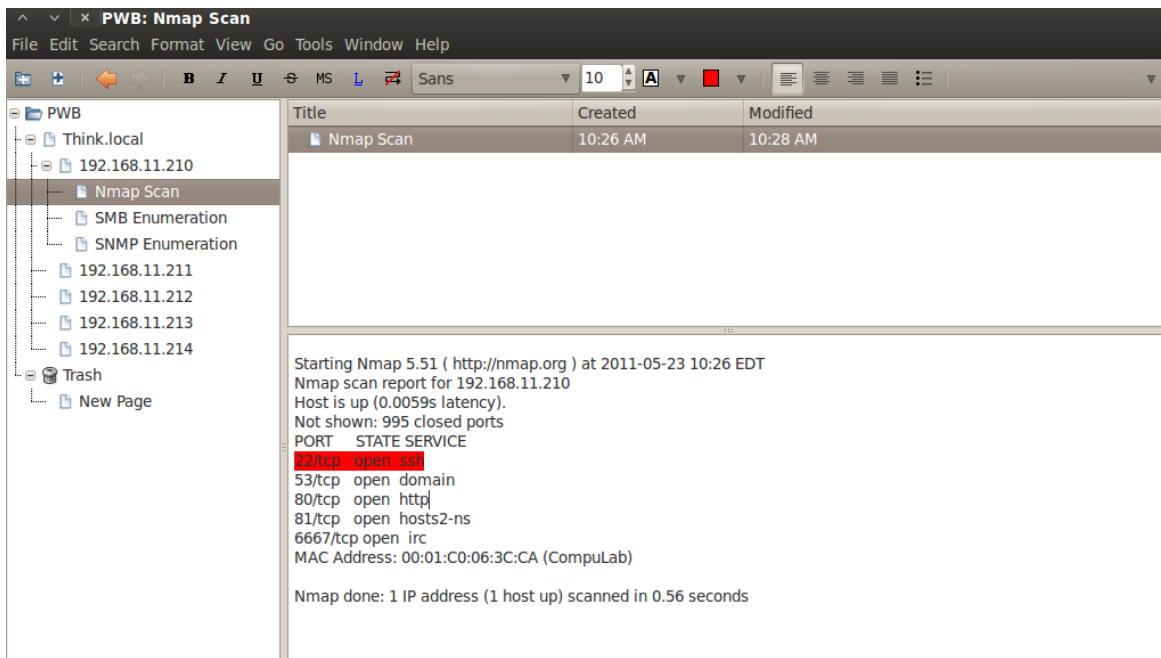 PWB: Nmap Scan
File Edit Search Format View Go Tools Window Help
B I U S MS L Sans 10 A
PWB
Think.local
192.168.11.210
Nmap Scan
SMB Enumeration
SNMP Enumeration
192.168.11.211
192.168.11.212
192.168.11.213
192.168.11.214
Trash
New Page
Title Created Modified
Nmap Scan 10:26 AM 10:28 AM
Starting Nmap 5.51 ( http://nmap.org ) at 2011-05-23 10:26 EDT
Nmap scan report for 192.168.11.210
Host is up (0.0059s latency).
Not shown: 995 closed ports
PORT STATE SERVICE
22/tcp open ssh
53/tcp open domain
80/tcp open http
81/tcp open hosts2-ns
6667/tcp open irc
MAC Address: 00:01:C0:06:3C:CA (CompuLab)
Nmap done: 1 IP address (1 host up) scanned in 0.56 seconds